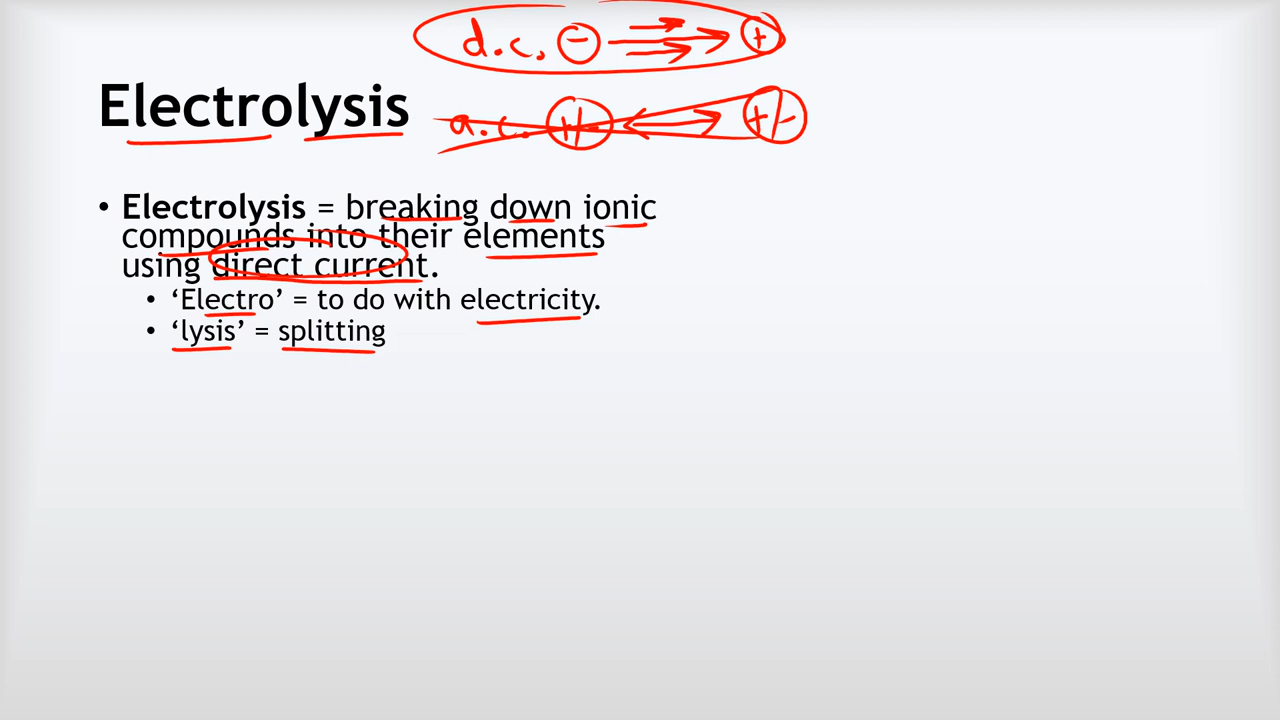 d.c. − +
Electrolysis
a.c. +/- +/-
• Electrolysis = breaking down ionic
compounds into their elements
using direct current.
• ‘Electro’ = to do with electricity.
• ‘lysis’ = splitting